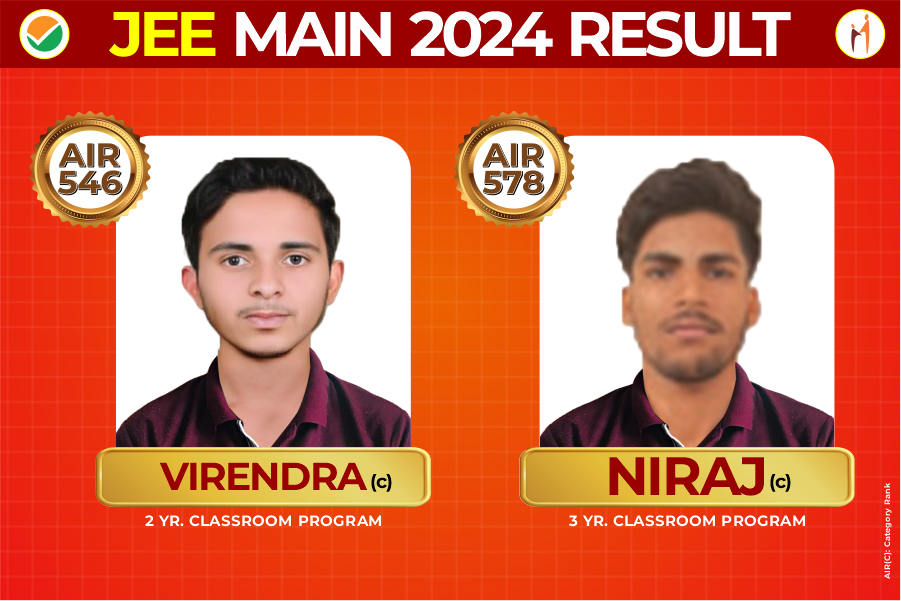 JEE MAIN 2024 RESULT
AIR
546
AIR
578
VIRENDRA (c)
NIRAJ (c)
2 YR. CLASSROOM PROGRAM
3 YR. CLASSROOM PROGRAM
AIR(C): Category Rank